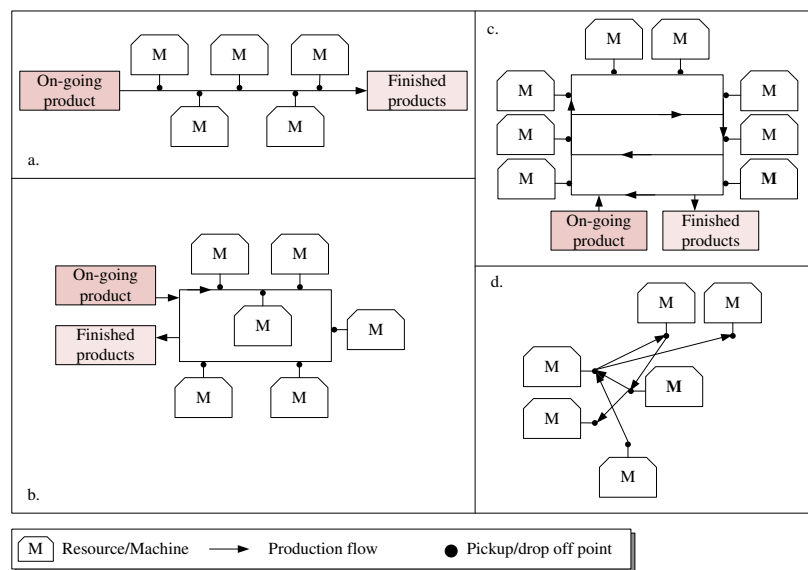 M M M
On-going product
Finished products
M M
a.
M M
On-going product
M
M
Finished products
M M
b.
c.
M M
M M
M M
M M
On-going product
Finished products
d.
M M
M
M
M
M
M Resource/Machine Production flow Pickup/drop off point